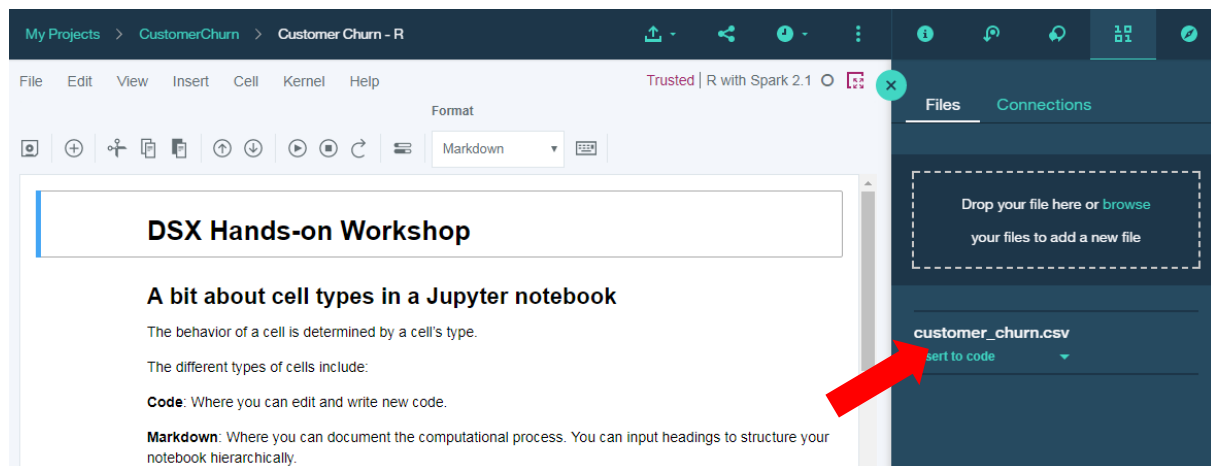 My Projects > CustomerChurn > Customer Churn - R
File Edit View Insert Cell Kernel Help
Trusted | R with Spark 2.1
Format
Markdown
DSX Hands-on Workshop
A bit about cell types in a Jupyter notebook
The behavior of a cell is determined by a cell's type.
The different types of cells include:
Code: Where you can edit and write new code.
Markdown: Where you can document the computational process. You can input headings to structure your
notebook hierarchically.
Files Connections
Drop your file here or browse
your files to add a new file
customer_churn.csv
to code